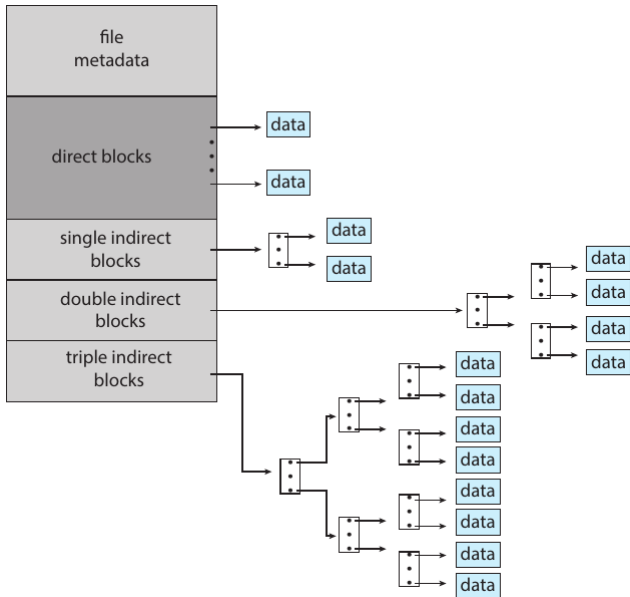 file
metadata
direct blocks
data
data
single indirect
blocks
data
data
double indirect
blocks
data
data
data
data
triple indirect
blocks
data
data
data
data
data
data
data
data